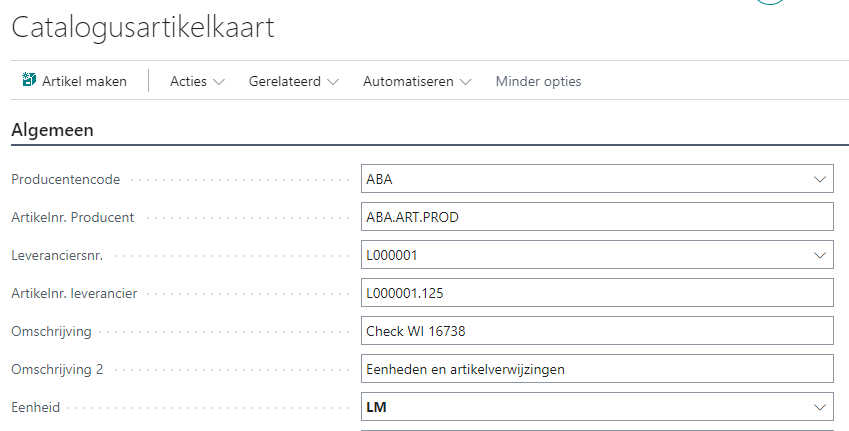 Catalogusartikelkaart
Artikel maken Acties Gerelateerd Automatiseren Minder opties
Algemeen
Producentencode ABA
Artikelnr. Producent ABA.ART.PROD
Leveranciersnr. L000001
Artikelnr. leverancier L000001.125
Omschrijving Check WI 16738
Omschrijving 2 Eenheden en artikelverwijzingen
Eenheid LM